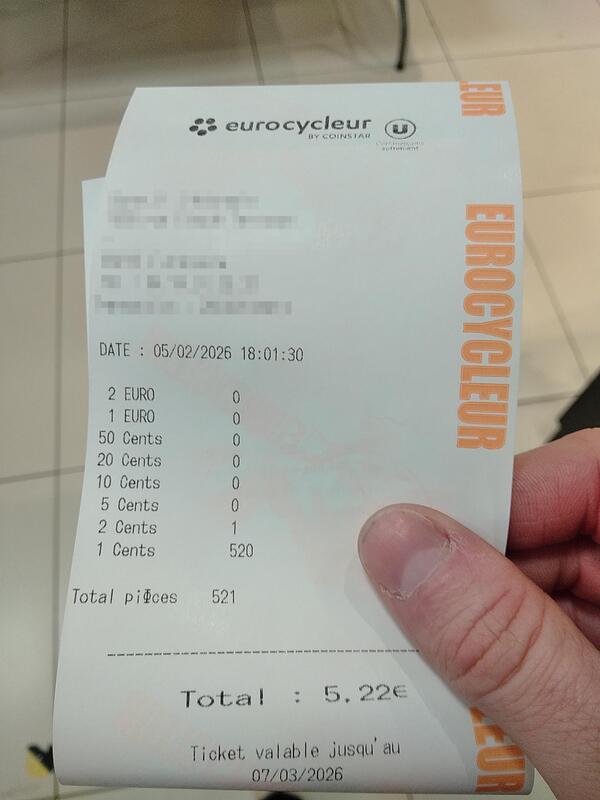 eurocycleur
BY COINSTAR
U
EUROCYCLEUR
DATE : 05/02/2026 18:01:30
2 EURO 0
1 EURO 0
50 Cents 0
20 Cents 0
10 Cents 0
5 Cents 0
2 Cents 1
1 Cents 520
Total piΦces 521
Total : 5.22€
Ticket valable jusqu'au
07/03/2026